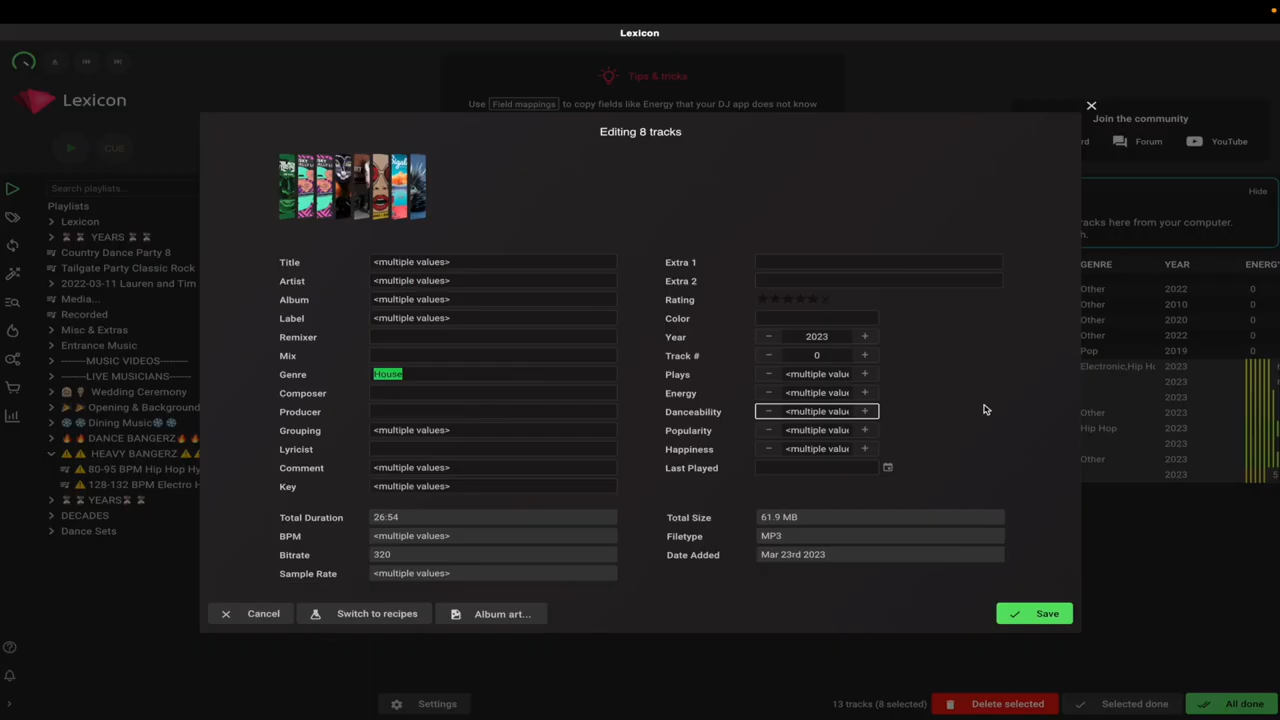 Lexicon
Lexicon
Tips & tricks
Use Field mappings to copy fields like Energy that your DJ app does not know
Join the community
rd Forum YouTube
CUE
Search playlists...
Playlists
Lexicon
YEARS
Country Dance Party 8
Tailgate Party Classic Rock
2022-03-11 Lauren and Tim
Media...
Recorded
Misc & Extras
Entrance Music
-------MUSIC VIDEOS-------
-------LIVE MUSICIANS-------
Wedding Ceremony
Opening & Background
Dining Music
DANCE BANGERZ
HEAVY BANGERZ
80-95 BPM Hip Hop Hy
128-132 BPM Electro H
YEARS
DECADES
Dance Sets
Editing 8 tracks
Title <multiple values>
Artist <multiple values>
Album <multiple values>
Label <multiple values>
Remixer
Mix
Genre House
Composer
Producer
Grouping <multiple values>
Lyricist
Comment <multiple values>
Key <multiple values>
Total Duration 26:54
BPM <multiple values>
Bitrate 320
Sample Rate <multiple values>
Extra 1
Extra 2
Rating
Color
Year − 2023 +
Track # − 0 +
Plays − <multiple value +
Energy − <multiple value +
Danceability − <multiple value +
Popularity − <multiple value +
Happiness − <multiple value +
Last Played
Total Size 61.9 MB
Filetype MP3
Date Added Mar 23rd 2023
Cancel Switch to recipes Album art... Save
Hide
racks here from your computer.
h.
GENRE YEAR ENERGY
Other 2022 0
Other 2010 0
Other 2020 0
Other 2022 0
Pop 2019 0
Electronic,Hip Ho 2023
2023
2023
Other 2023
Hip Hop 2023
2023
Other 2023
2023 5
Settings
13 tracks (8 selected) Delete selected Selected done All done